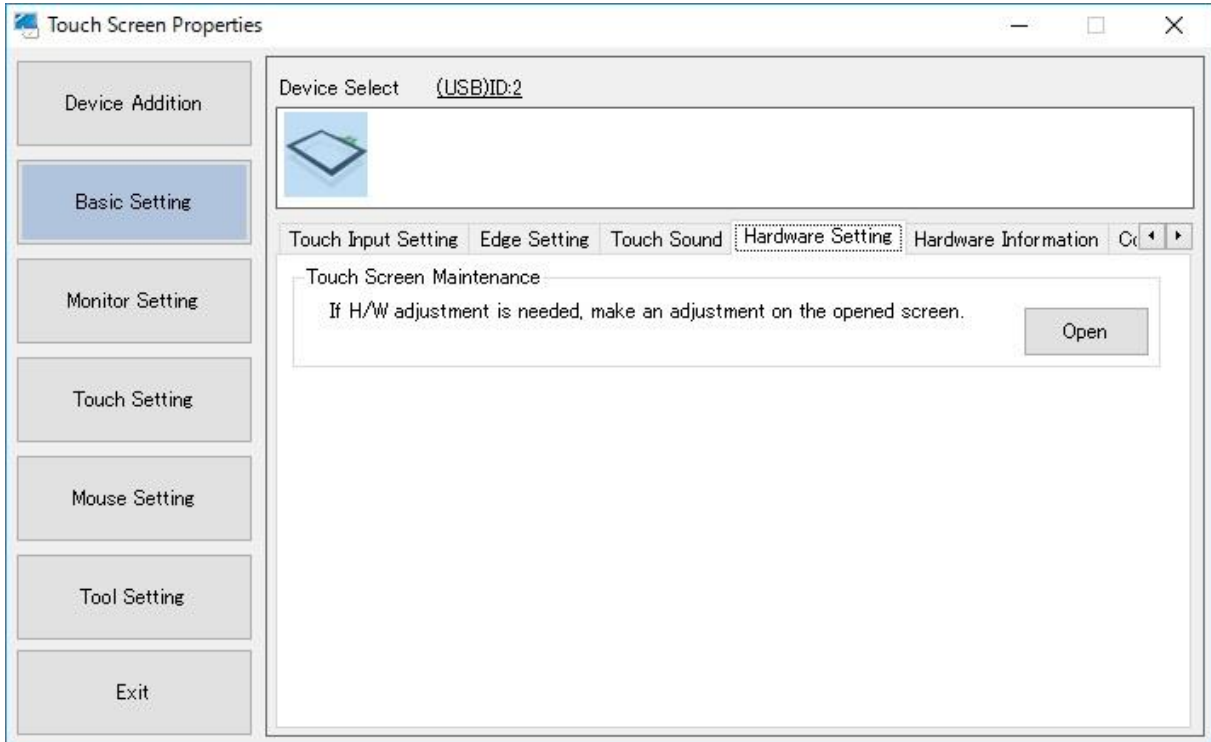 Touch Screen Properties
Device Addition
Basic Setting
Monitor Setting
Touch Setting
Mouse Setting
Tool Setting
Exit
Device Select (USB)ID:2
Touch Input Setting Edge Setting Touch Sound Hardware Setting Hardware Information
Touch Screen Maintenance
If H/W adjustment is needed, make an adjustment on the opened screen.
Open